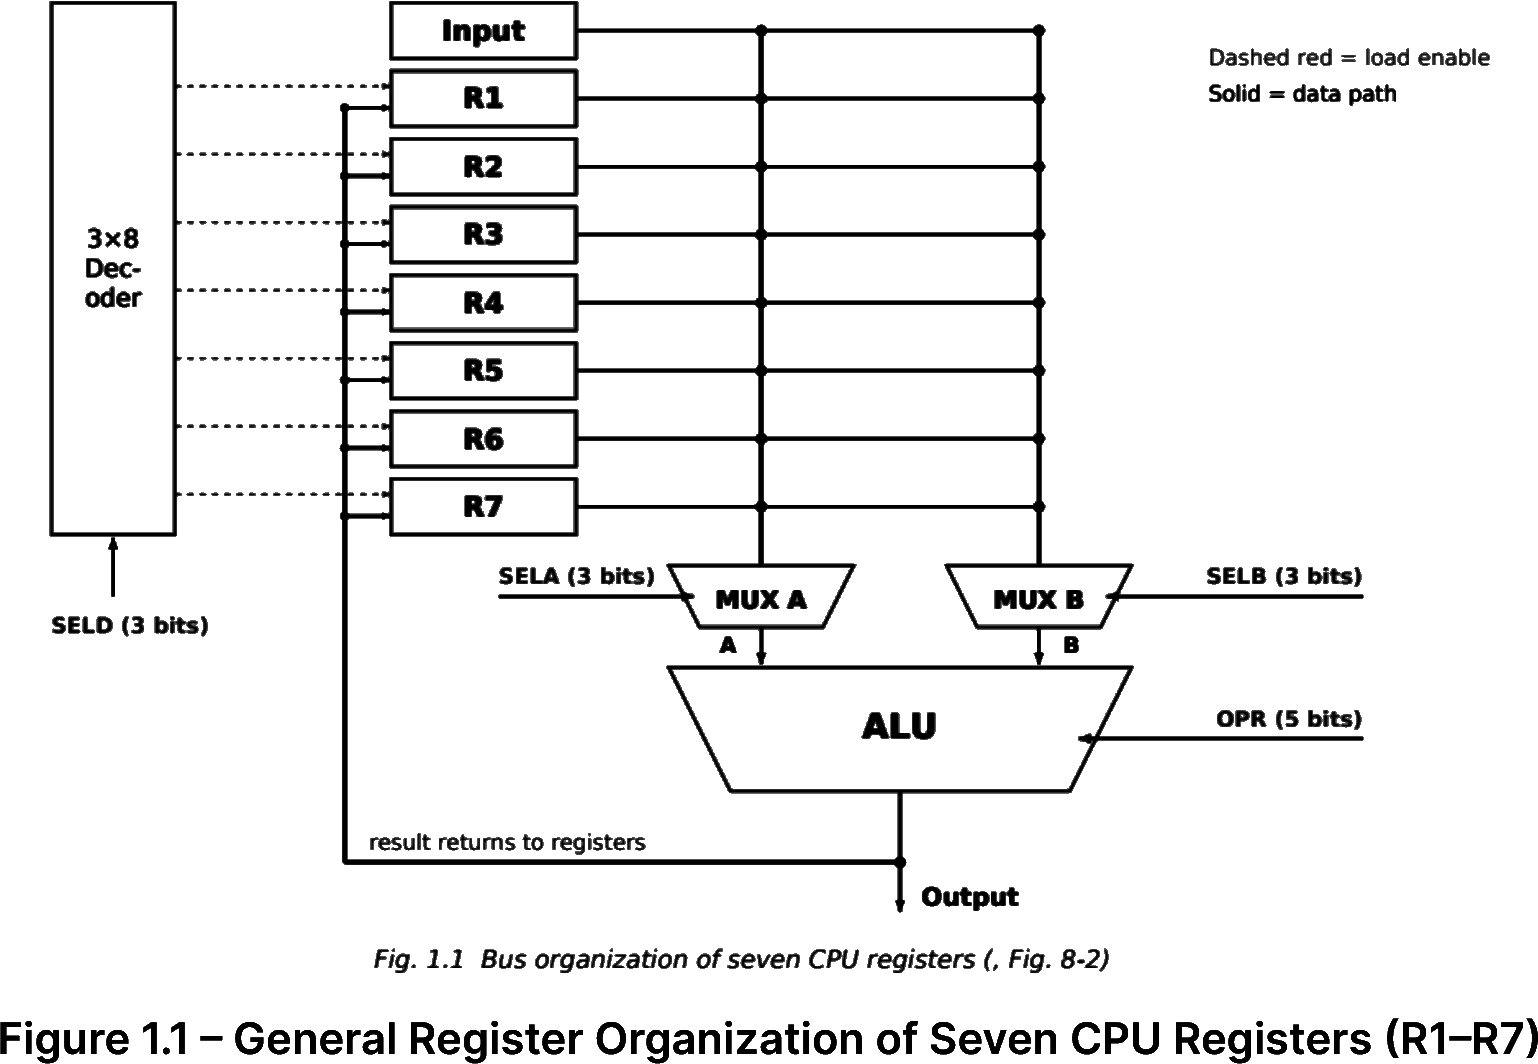 Input
Dashed red = load enable
Solid = data path
R1
R2
R3
R4
R5
R6
R7
3×8
Dec-
oder
SELD (3 bits)
SELA (3 bits)
MUX A
MUX B
SELB (3 bits)
A
B
ALU
OPR (5 bits)
result returns to registers
Output
Fig. 1.1 Bus organization of seven CPU registers (, Fig. 8-2)
Figure 1.1 – General Register Organization of Seven CPU Registers (R1–R7)